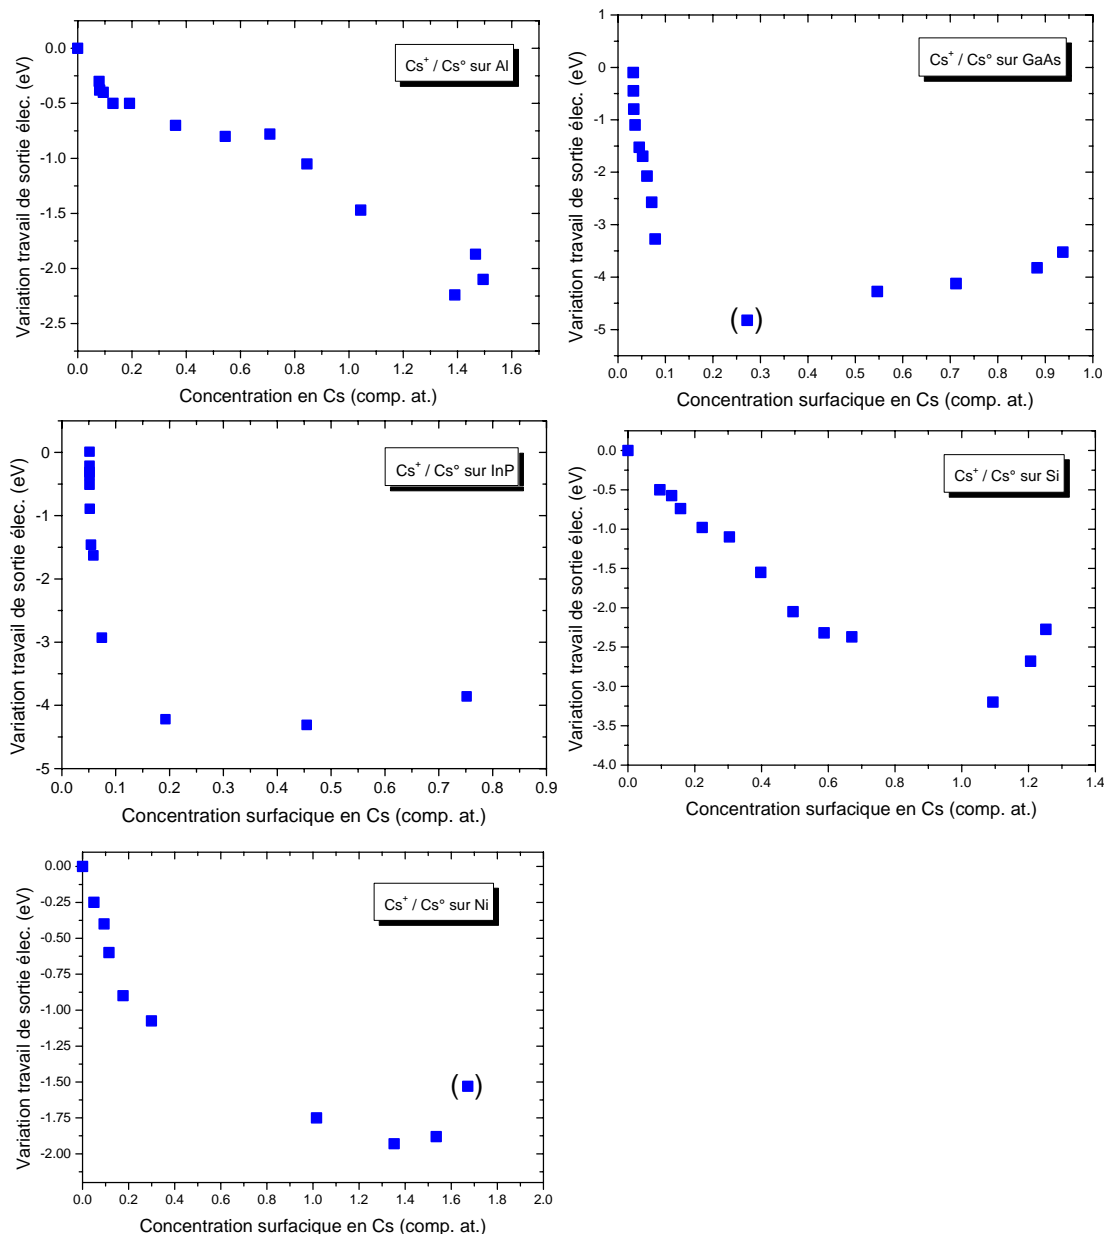 Cs+ / Cs° sur Al
Variation travail de sortie élec. (eV)
0.0
-0.5
-1.0
-1.5
-2.0
-2.5
0.0 0.2 0.4 0.6 0.8 1.0 1.2 1.4 1.6
Concentration en Cs (comp. at.)
Cs+ / Cs° sur GaAs
Variation travail de sortie élec. (eV)
1
0
-1
-2
-3
-4
-5
( )
0.0 0.1 0.2 0.3 0.4 0.5 0.6 0.7 0.8 0.9 1.0
Concentration surfacique en Cs (comp. at.)
Cs+ / Cs° sur InP
Variation travail de sortie élec. (eV)
0
-1
-2
-3
-4
-5
0.0 0.1 0.2 0.3 0.4 0.5 0.6 0.7 0.8 0.9
Concentration surfacique en Cs (comp. at.)
Cs+ / Cs° sur Si
Variation travail de sortie élec. (eV)
0.0
-0.5
-1.0
-1.5
-2.0
-2.5
-3.0
-3.5
-4.0
0.0 0.2 0.4 0.6 0.8 1.0 1.2 1.4
Concentration surfacique en Cs (comp. at.)
Cs+ / Cs° sur Ni
Variation travail de sortie élec. (eV)
0.00
-0.25
-0.50
-0.75
-1.00
-1.25
-1.50
-1.75
-2.00
( )
0.0 0.2 0.4 0.6 0.8 1.0 1.2 1.4 1.6 1.8 2.0
Concentration surfacique en Cs (comp. at.)